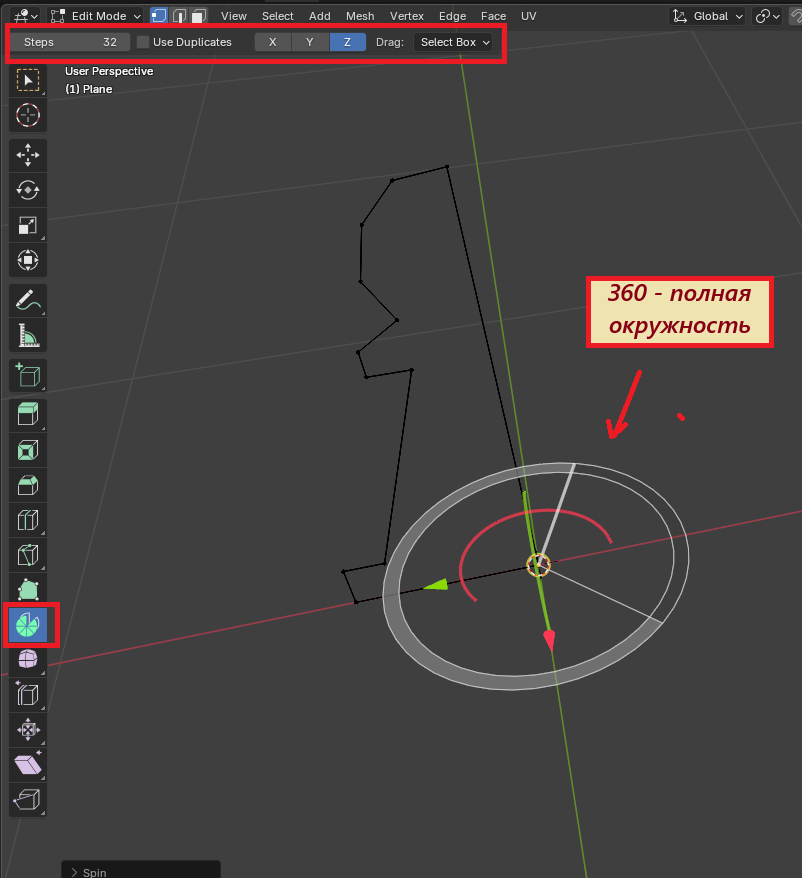 Edit Mode View Select Add Mesh Vertex Edge Face UV Global
Steps 32 Use Duplicates X Y Z Drag: Select Box
User Perspective
(1) Plane
360 - полная
окружность
Spin